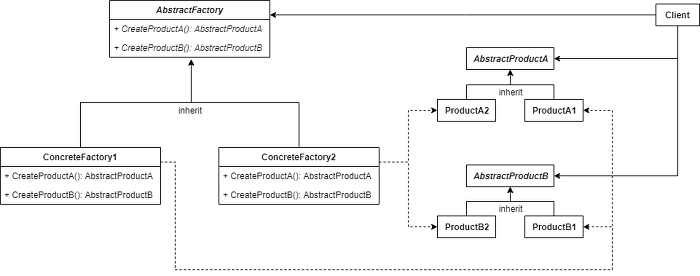 AbstractFactory
+ CreateProductA(): AbstractProductA
+ CreateProductB(): AbstractProductB
Client
AbstractProductA
inherit
ProductA2
ProductA1
inherit
ConcreteFactory1
+ CreateProductA(): AbstractProductA
+ CreateProductB(): AbstractProductB
ConcreteFactory2
+ CreateProductA(): AbstractProductA
+ CreateProductB(): AbstractProductB
AbstractProductB
inherit
ProductB2
ProductB1